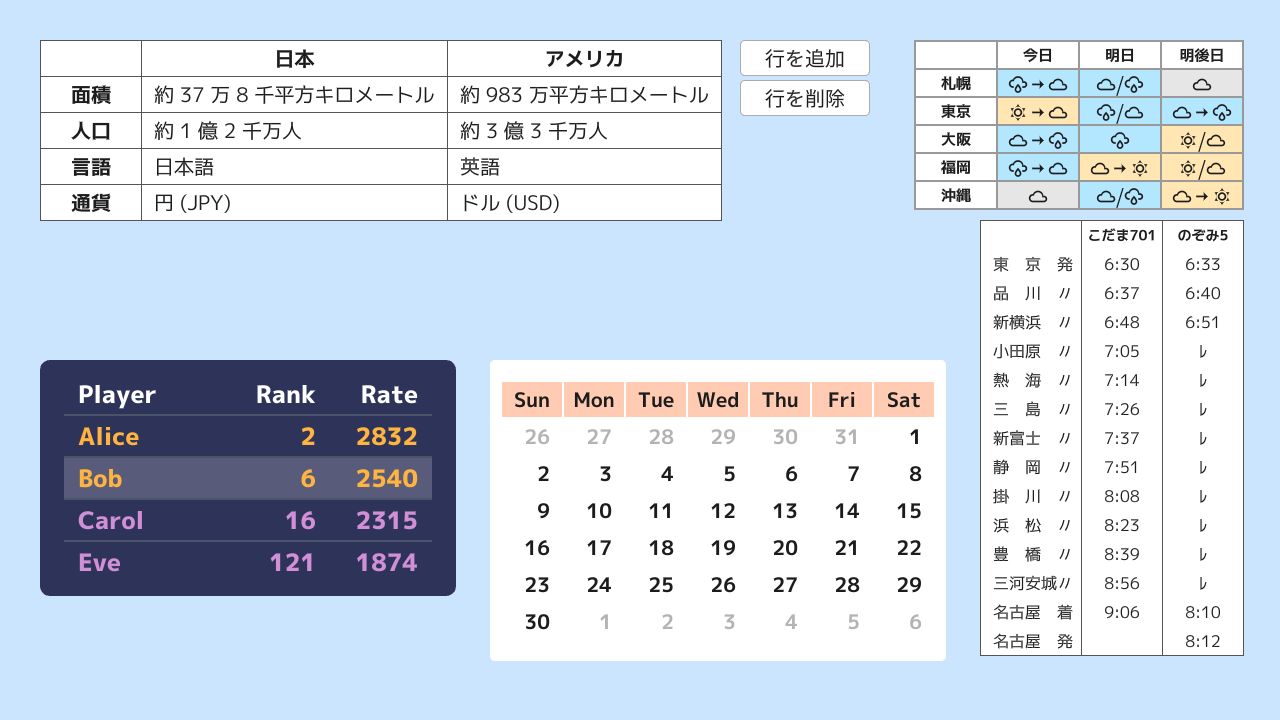 日本 アメリカ
面積 約 37 万 8 千平方キロメートル 約 983 万平方キロメートル
人口 約 1 億 2 千万人 約 3 億 3 千万人
言語 日本語 英語
通貨 円 (JPY) ドル (USD)
行を追加
行を削除
今日 明日 明後日
札幌 → /
東京 → / →
大阪 → /
福岡 → → /
沖縄 / →
こだま701 のぞみ5
東 京 発 6:30 6:33
品 川 〃 6:37 6:40
新横浜 〃 6:48 6:51
小田原 〃 7:05 レ
熱 海 〃 7:14 レ
三 島 〃 7:26 レ
新富士 〃 7:37 レ
静 岡 〃 7:51 レ
掛 川 〃 8:08 レ
浜 松 〃 8:23 レ
豊 橋 〃 8:39 レ
三河安城〃 8:56 レ
名古屋 着 9:06 8:10
名古屋 発 8:12
Player Rank Rate
Alice 2 2832
Bob 6 2540
Carol 16 2315
Eve 121 1874
Sun Mon Tue Wed Thu Fri Sat
26 27 28 29 30 31 1
2 3 4 5 6 7 8
9 10 11 12 13 14 15
16 17 18 19 20 21 22
23 24 25 26 27 28 29
30 1 2 3 4 5 6